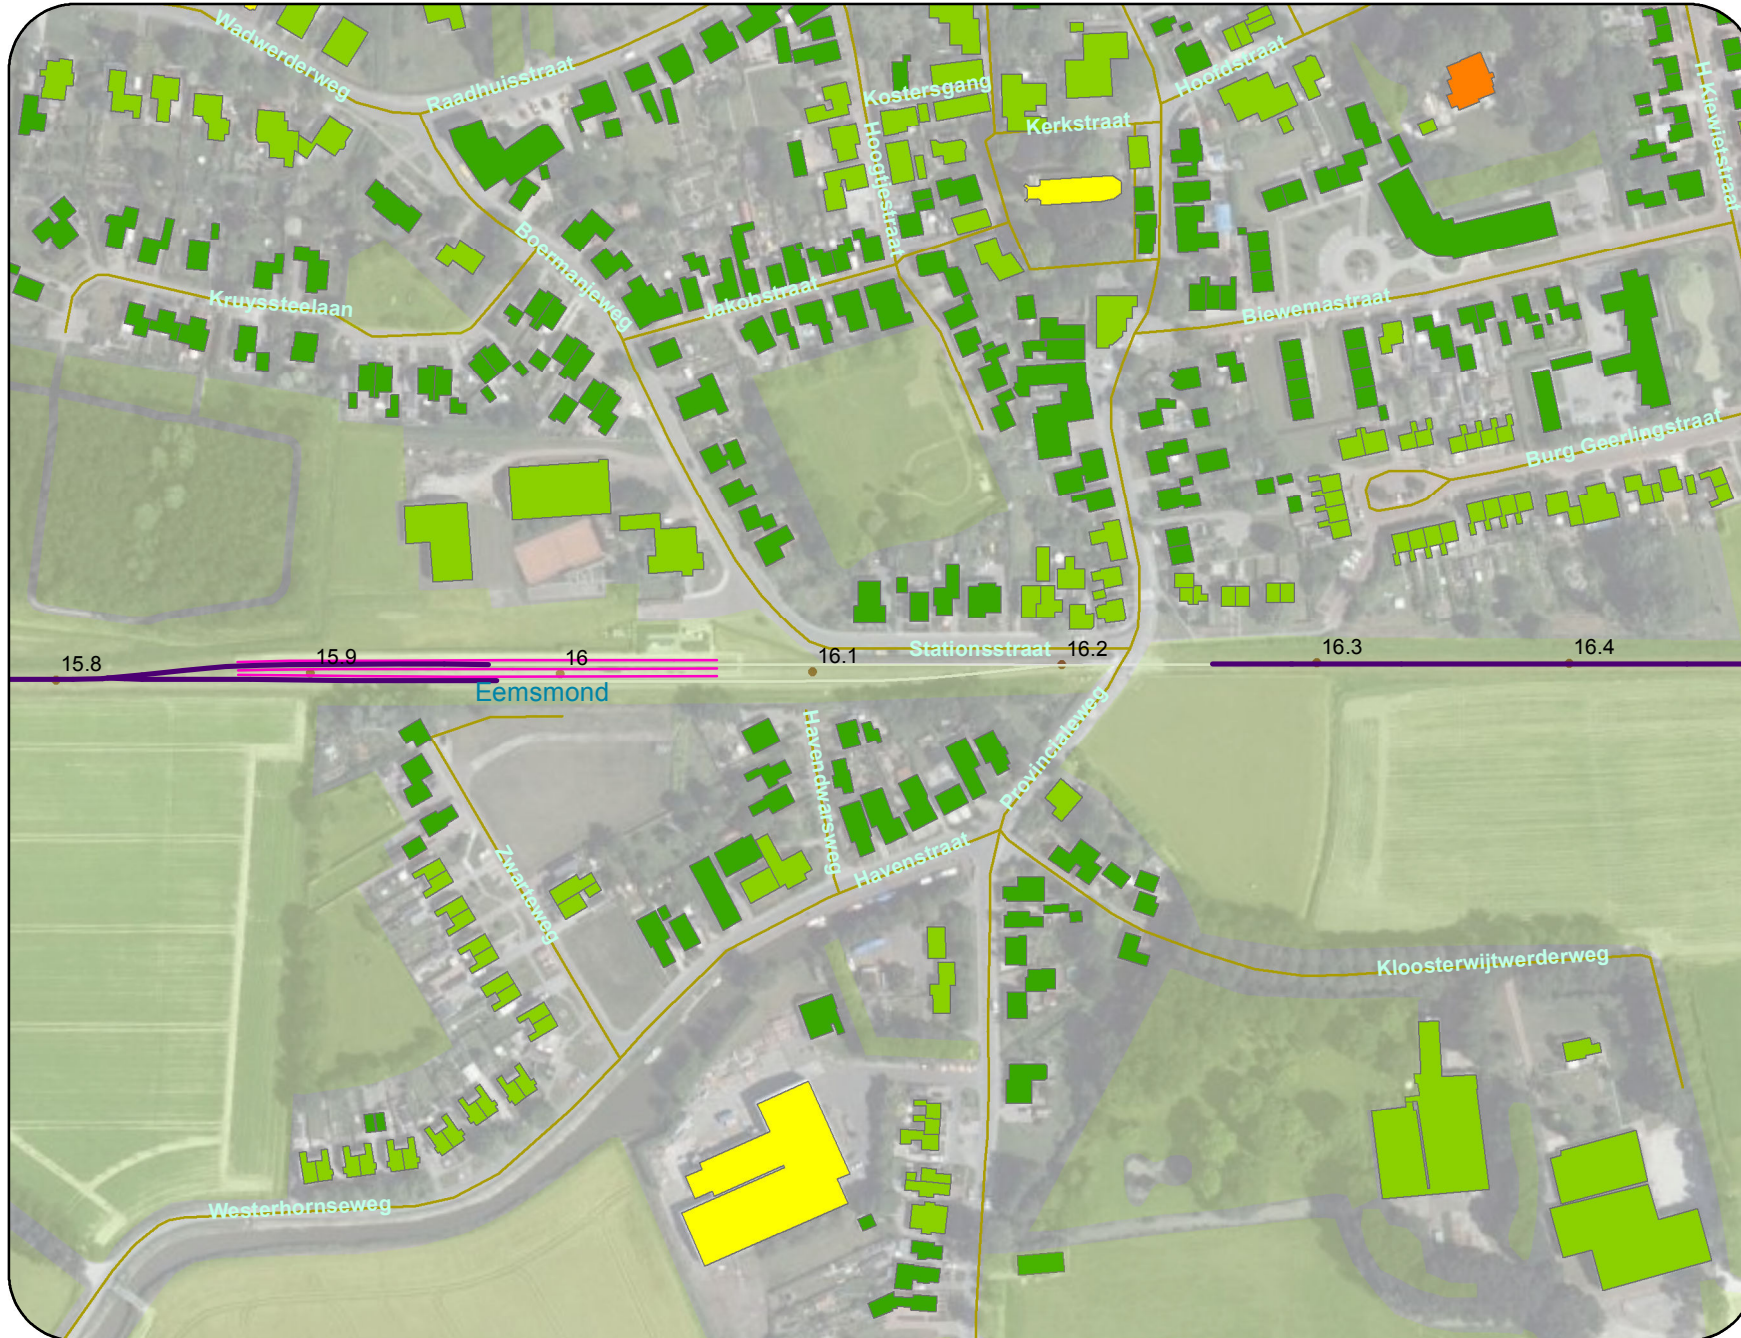 Wadwerderweg
Raadhuisstraat
Kostersgang
Hoofdstraat
H Kiewietstraat
Kerkstraat
Hoogtjestraat
Boermanjeweg
Kruyssteelaan
Jakobstraat
Biewemastraat
Burg Geerlingstraat
Stationsstraat
15.8
15.9
16
16.1
16.2
16.3
16.4
Eemsmond
Havendwarsweg
Provincialeweg
Zwarteweg
Havenstraat
Kloosterwijtwerderweg
Westerhornseweg